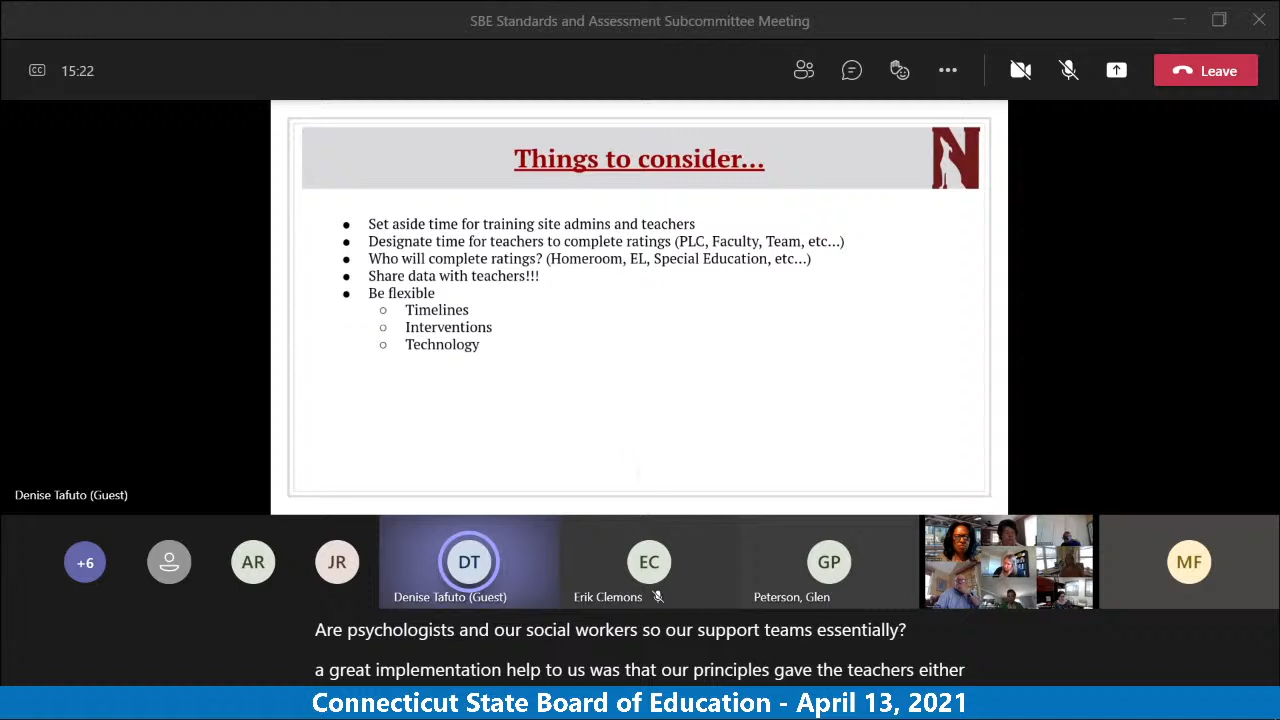 SBE Standards and Assessment Subcommittee Meeting
CC
15:22
Leave
Things to consider...
N
● Set aside time for training site admins and teachers
● Designate time for teachers to complete ratings (PLC, Faculty, Team, etc...)
● Who will complete ratings? (Homeroom, EL, Special Education, etc...)
● Share data with teachers!!!
● Be flexible
○ Timelines
○ Interventions
○ Technology
Denise Tafuto (Guest)
+6
AR
JR
DT
EC
GP
MF
Denise Tafuto (Guest)
Erik Clemons
Peterson, Glen
Are psychologists and our social workers so our support teams essentially?
a great implementation help to us was that our principles gave the teachers either
Connecticut State Board of Education - April 13, 2021